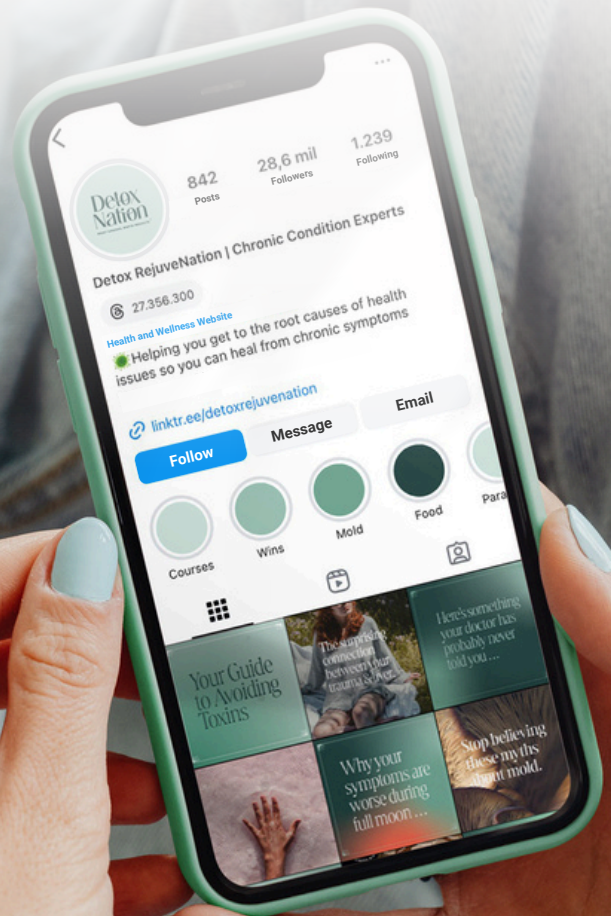 Detox
Nation
842
Posts
28,6 mil
Followers
1.239
Following
Detox RejuveNation | Chronic Condition Experts
27.356.300
Health and Wellness Website
Helping you get to the root causes of health
issues so you can heal from chronic symptoms
linktr.ee/detoxrejuvenation
Follow
Message
Email
Courses
Wins
Mold
Food
Para
Your Guide
to Avoiding
Toxins
The surprising
connection
between your
trauma & liver.
Here's something
your doctor has
probably never
told you ...
Why your
symptoms are
worse during
full moon ...
Stop believing
these myths
about mold.